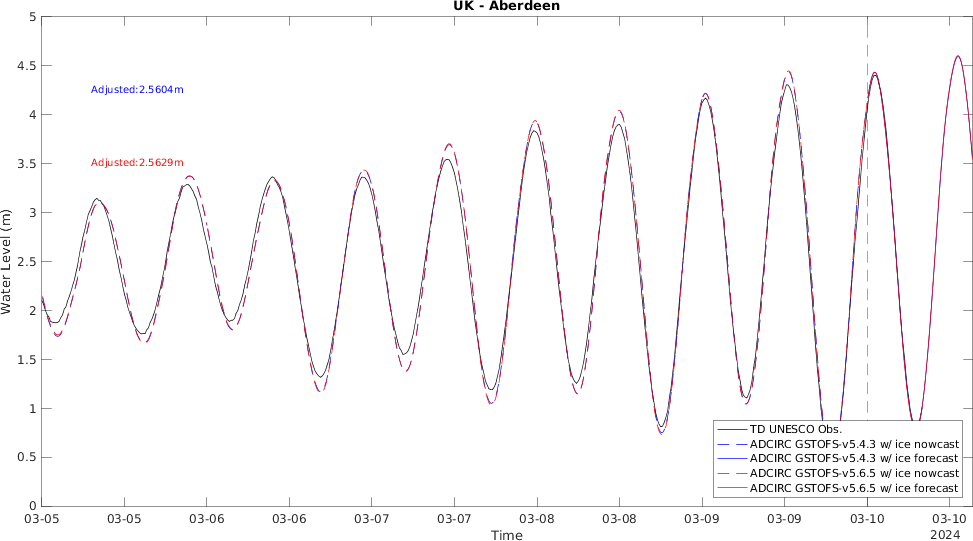 UK - Aberdeen
5
4.5
4
3.5
3
2.5
2
1.5
1
0.5
0
Water Level (m)
Adjusted:2.5604m
Adjusted:2.5629m
TD UNESCO Obs.
ADCIRC GSTOFS-v5.4.3 w/ ice nowcast
ADCIRC GSTOFS-v5.4.3 w/ ice forecast
ADCIRC GSTOFS-v5.6.5 w/ ice nowcast
ADCIRC GSTOFS-v5.6.5 w/ ice forecast
03-05 03-05 03-06 03-06 03-07 03-07 03-08 03-08 03-09 03-09 03-10 03-10
2024
Time